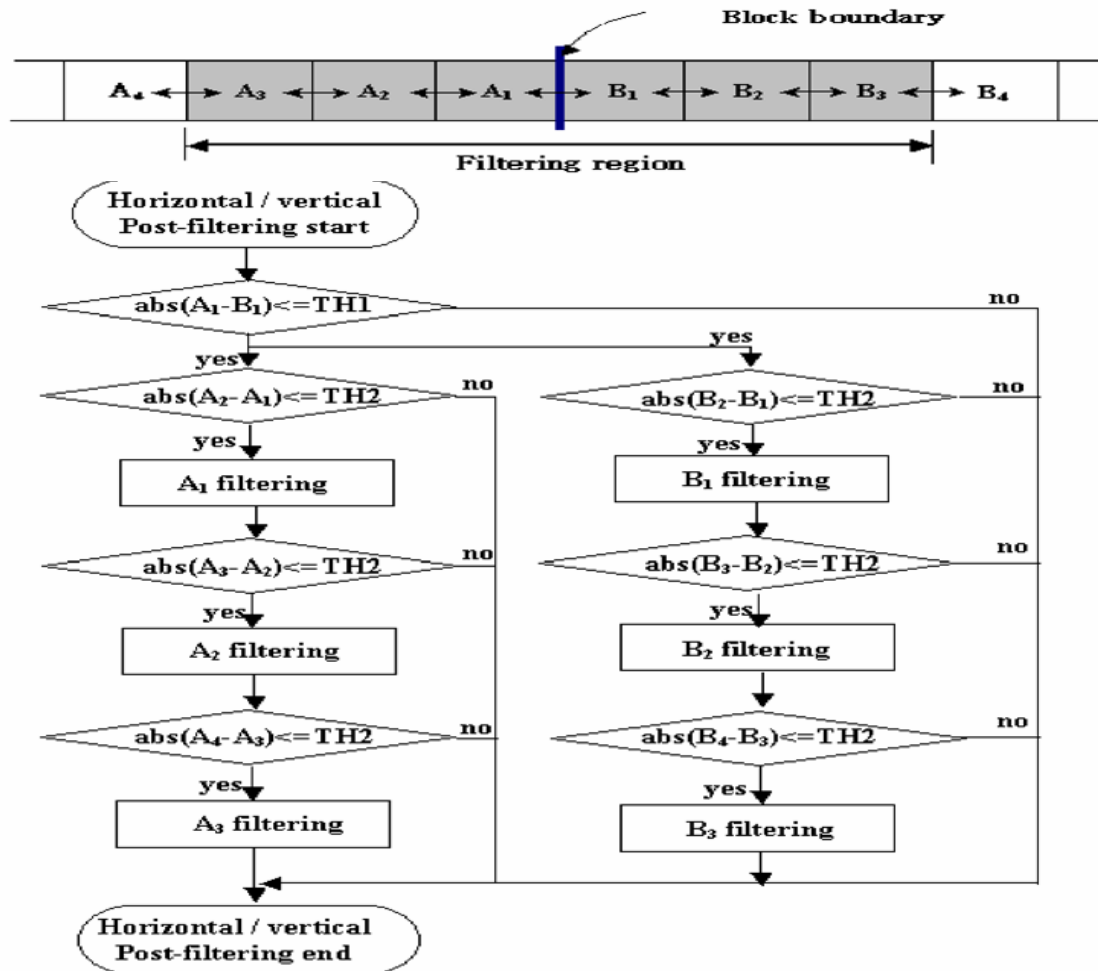 Block boundary
A₄ A₃ A₂ A₁ B₁ B₂ B₃ B₄
Filtering region
Horizontal / vertical
Post-filtering start
abs(A₁-B₁)<=TH1
no
yes
yes
abs(A₂-A₁)<=TH2
no
abs(B₂-B₁)<=TH2
no
yes
yes
A₁ filtering
B₁ filtering
abs(A₃-A₂)<=TH2
no
abs(B₃-B₂)<=TH2
no
yes
yes
A₂ filtering
B₂ filtering
abs(A₄-A₃)<=TH2
no
abs(B₄-B₃)<=TH2
no
yes
yes
A₃ filtering
B₃ filtering
Horizontal / vertical
Post-filtering end